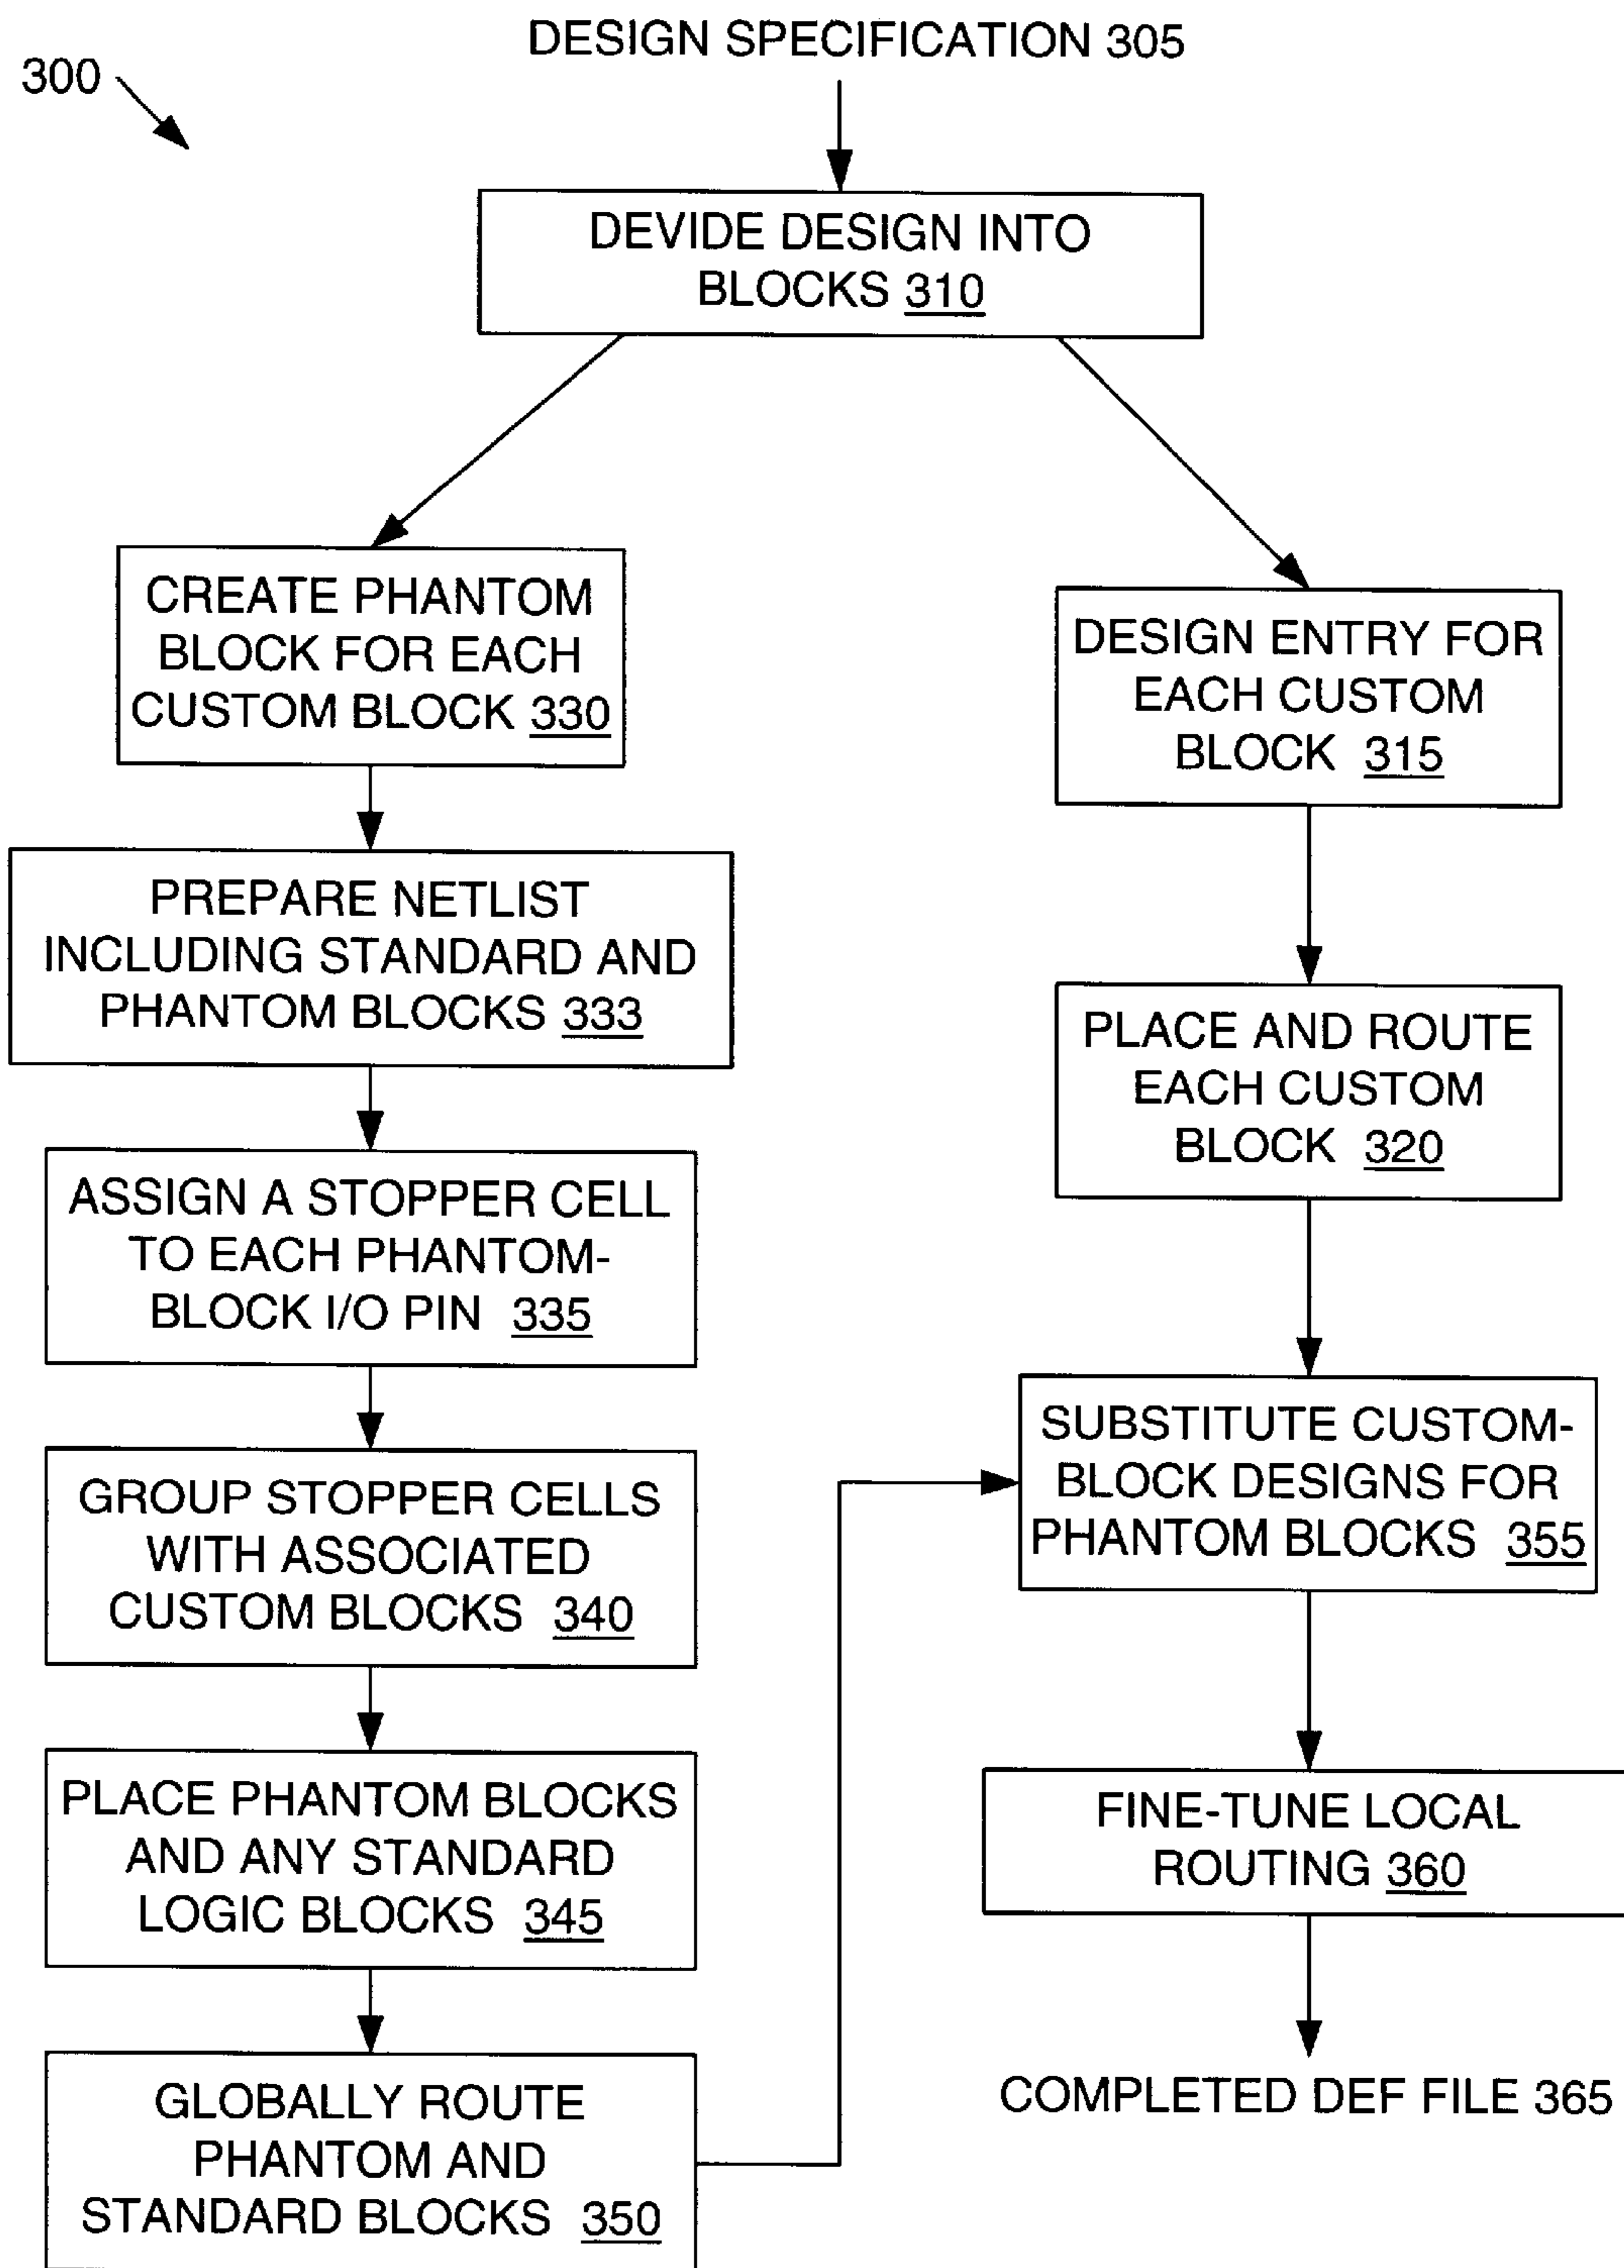 DESIGN SPECIFICATION 305
300
DEVIDE DESIGN INTO
BLOCKS 310
CREATE PHANTOM
BLOCK FOR EACH
CUSTOM BLOCK 330
PREPARE NETLIST
INCLUDING STANDARD AND
PHANTOM BLOCKS 333
ASSIGN A STOPPER CELL
TO EACH PHANTOM-
BLOCK I/O PIN 335
GROUP STOPPER CELLS
WITH ASSOCIATED
CUSTOM BLOCKS 340
PLACE PHANTOM BLOCKS
AND ANY STANDARD
LOGIC BLOCKS 345
GLOBALLY ROUTE
PHANTOM AND
STANDARD BLOCKS 350
DESIGN ENTRY FOR
EACH CUSTOM
BLOCK 315
PLACE AND ROUTE
EACH CUSTOM
BLOCK 320
SUBSTITUTE CUSTOM-
BLOCK DESIGNS FOR
PHANTOM BLOCKS 355
FINE-TUNE LOCAL
ROUTING 360
COMPLETED DEF FILE 365